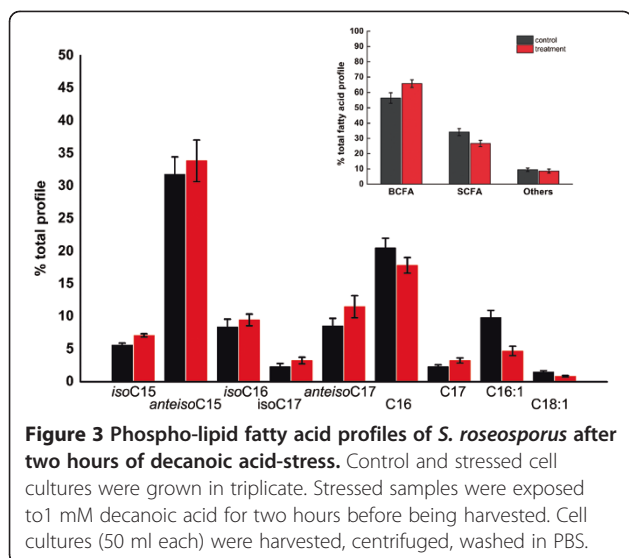 control
treatment
100
90
80
70
60
50
40
30
20
10
0
% total fatty acid profile
BCFA SCFA Others
50
45
40
35
30
25
20
15
10
5
0
% total profile
isoC15 isoC16 anteisoC17 C17 C16:1
anteisoC15 isoC17 C16 C18:1
Figure 3 Phospho-lipid fatty acid profiles of S. roseosporus after
two hours of decanoic acid-stress. Control and stressed cell
cultures were grown in triplicate. Stressed samples were exposed
to1 mM decanoic acid for two hours before being harvested. Cell
cultures (50 ml each) were harvested, centrifuged, washed in PBS.